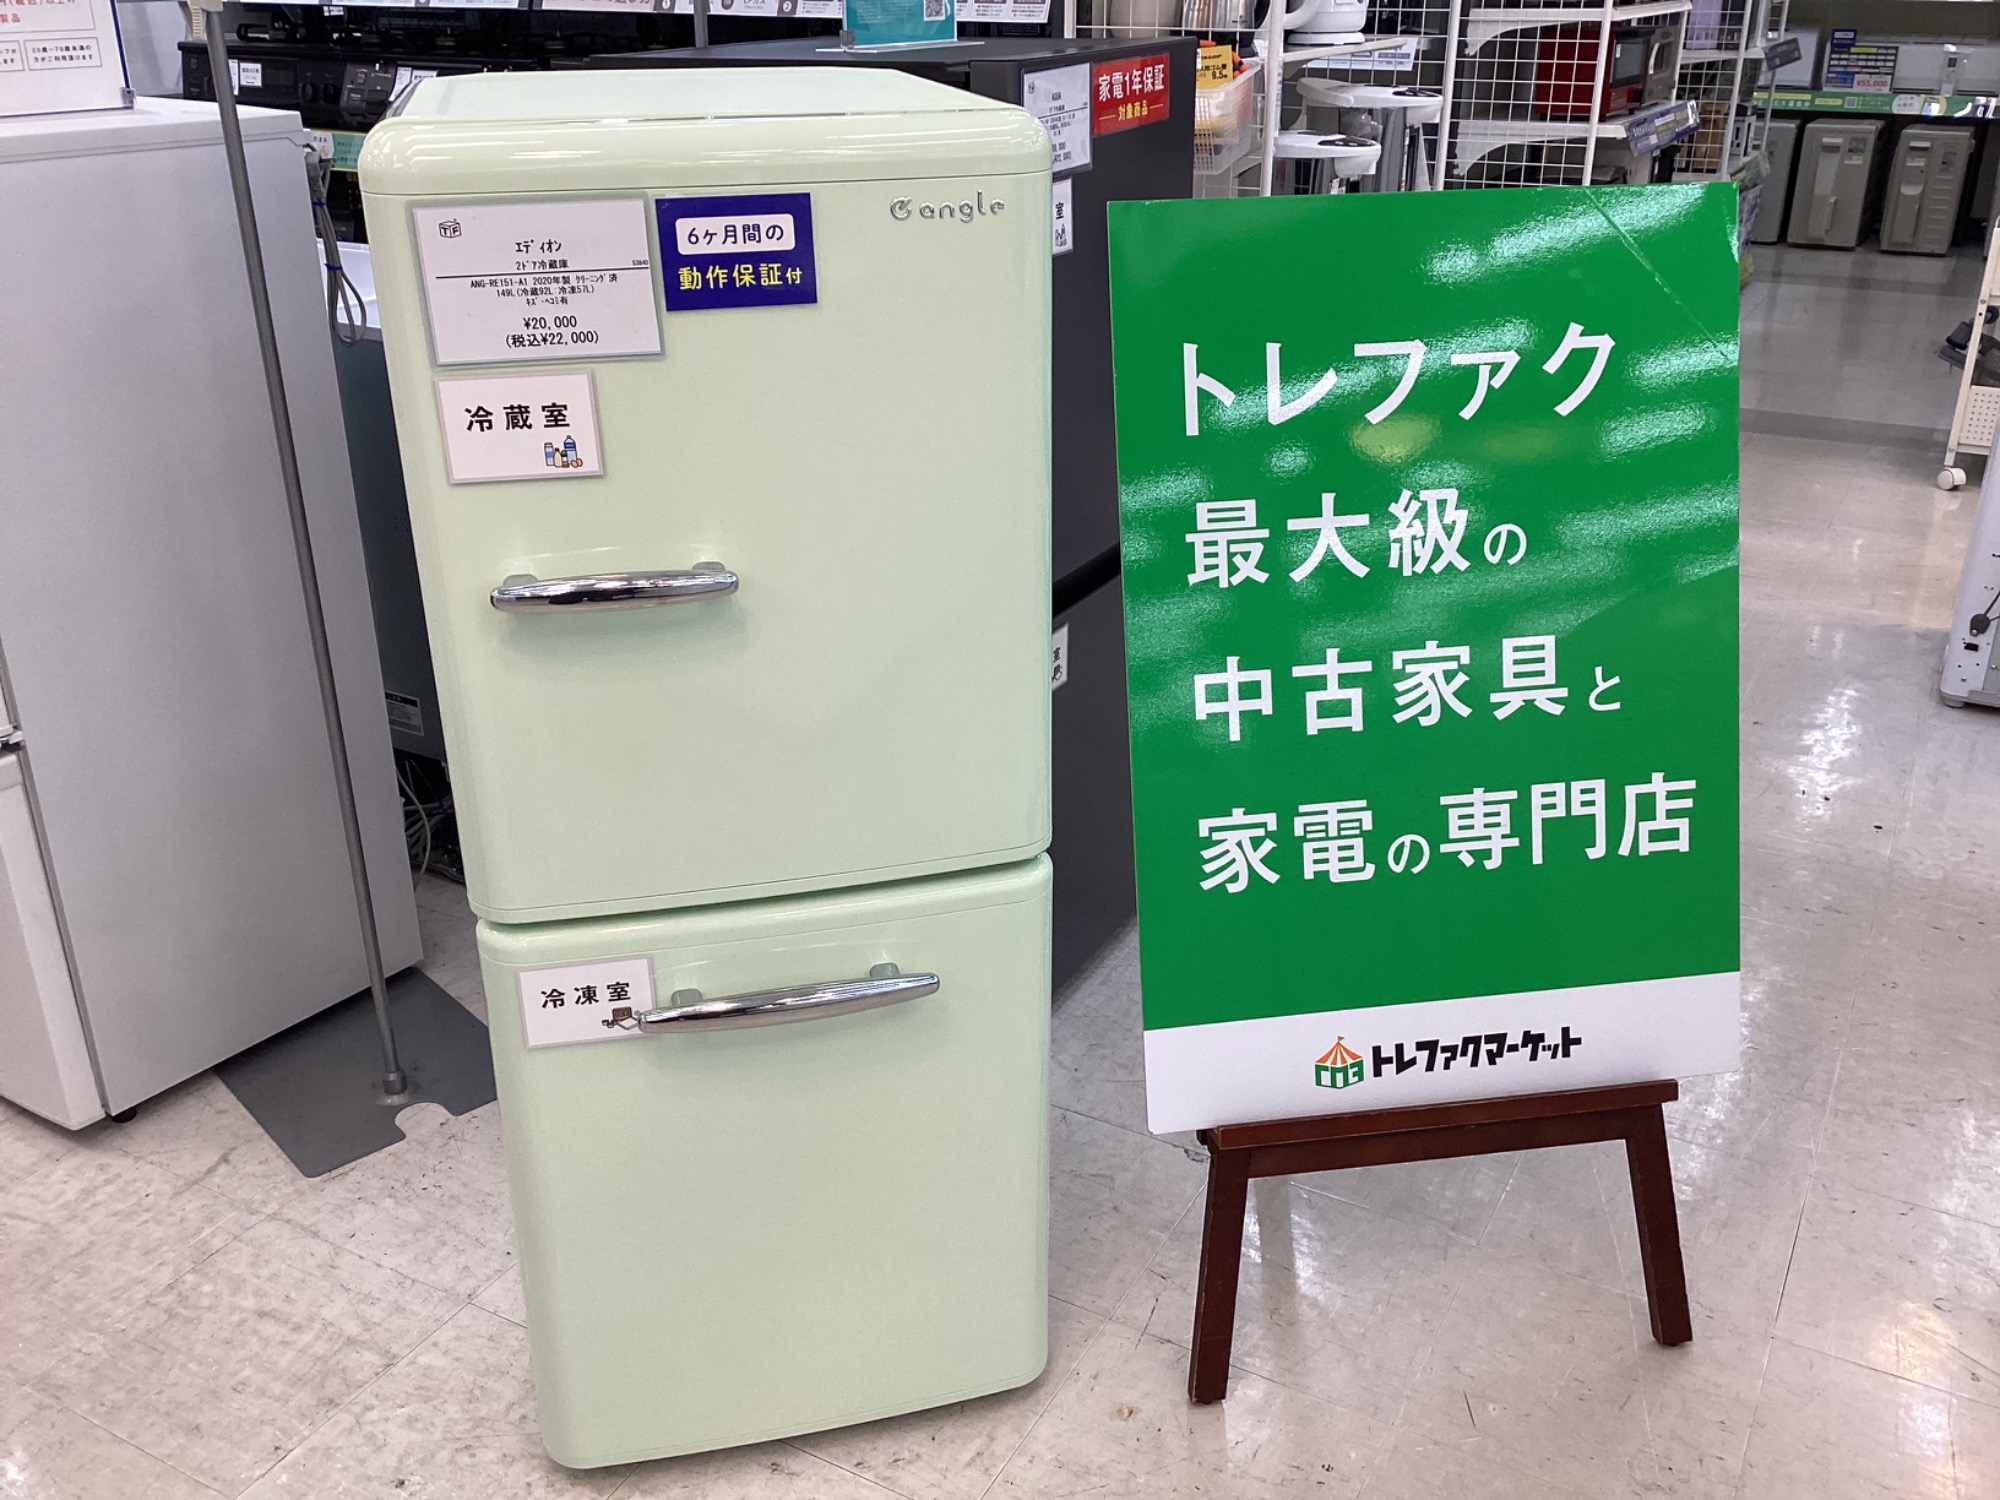 e angle
エディオン
2ドア冷蔵庫
53840
ANG-RE151-A1 2020年製 クリーニング済
149L(冷蔵92L:冷凍57L)
キズ・ヘコミ有
¥20,000
(税込¥22,000)
6ヶ月間の
動作保証付
冷蔵室
冷凍室
家電1年保証
対象商品
トレファク
最大級の
中古家具と
家電の専門店
トレファクマーケット
¥55,000
9.5